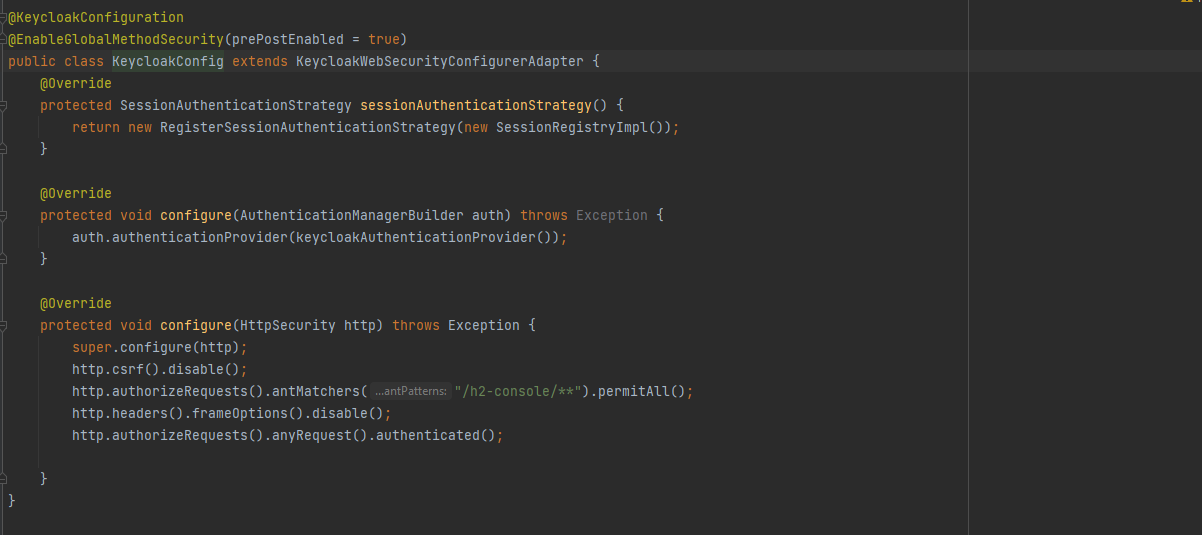 @KeycloakConfiguration
@EnableGlobalMethodSecurity(prePostEnabled = true)
public class KeycloakConfig extends KeycloakWebSecurityConfigurerAdapter {
    @Override
    protected SessionAuthenticationStrategy sessionAuthenticationStrategy() {
        return new RegisterSessionAuthenticationStrategy(new SessionRegistryImpl());
    }

    @Override
    protected void configure(AuthenticationManagerBuilder auth) throws Exception {
        auth.authenticationProvider(keycloakAuthenticationProvider());
    }

    @Override
    protected void configure(HttpSecurity http) throws Exception {
        super.configure(http);
        http.csrf().disable();
        http.authorizeRequests().antMatchers( ...antPatterns: "/h2-console/**").permitAll();
        http.headers().frameOptions().disable();
        http.authorizeRequests().anyRequest().authenticated();

    }
}